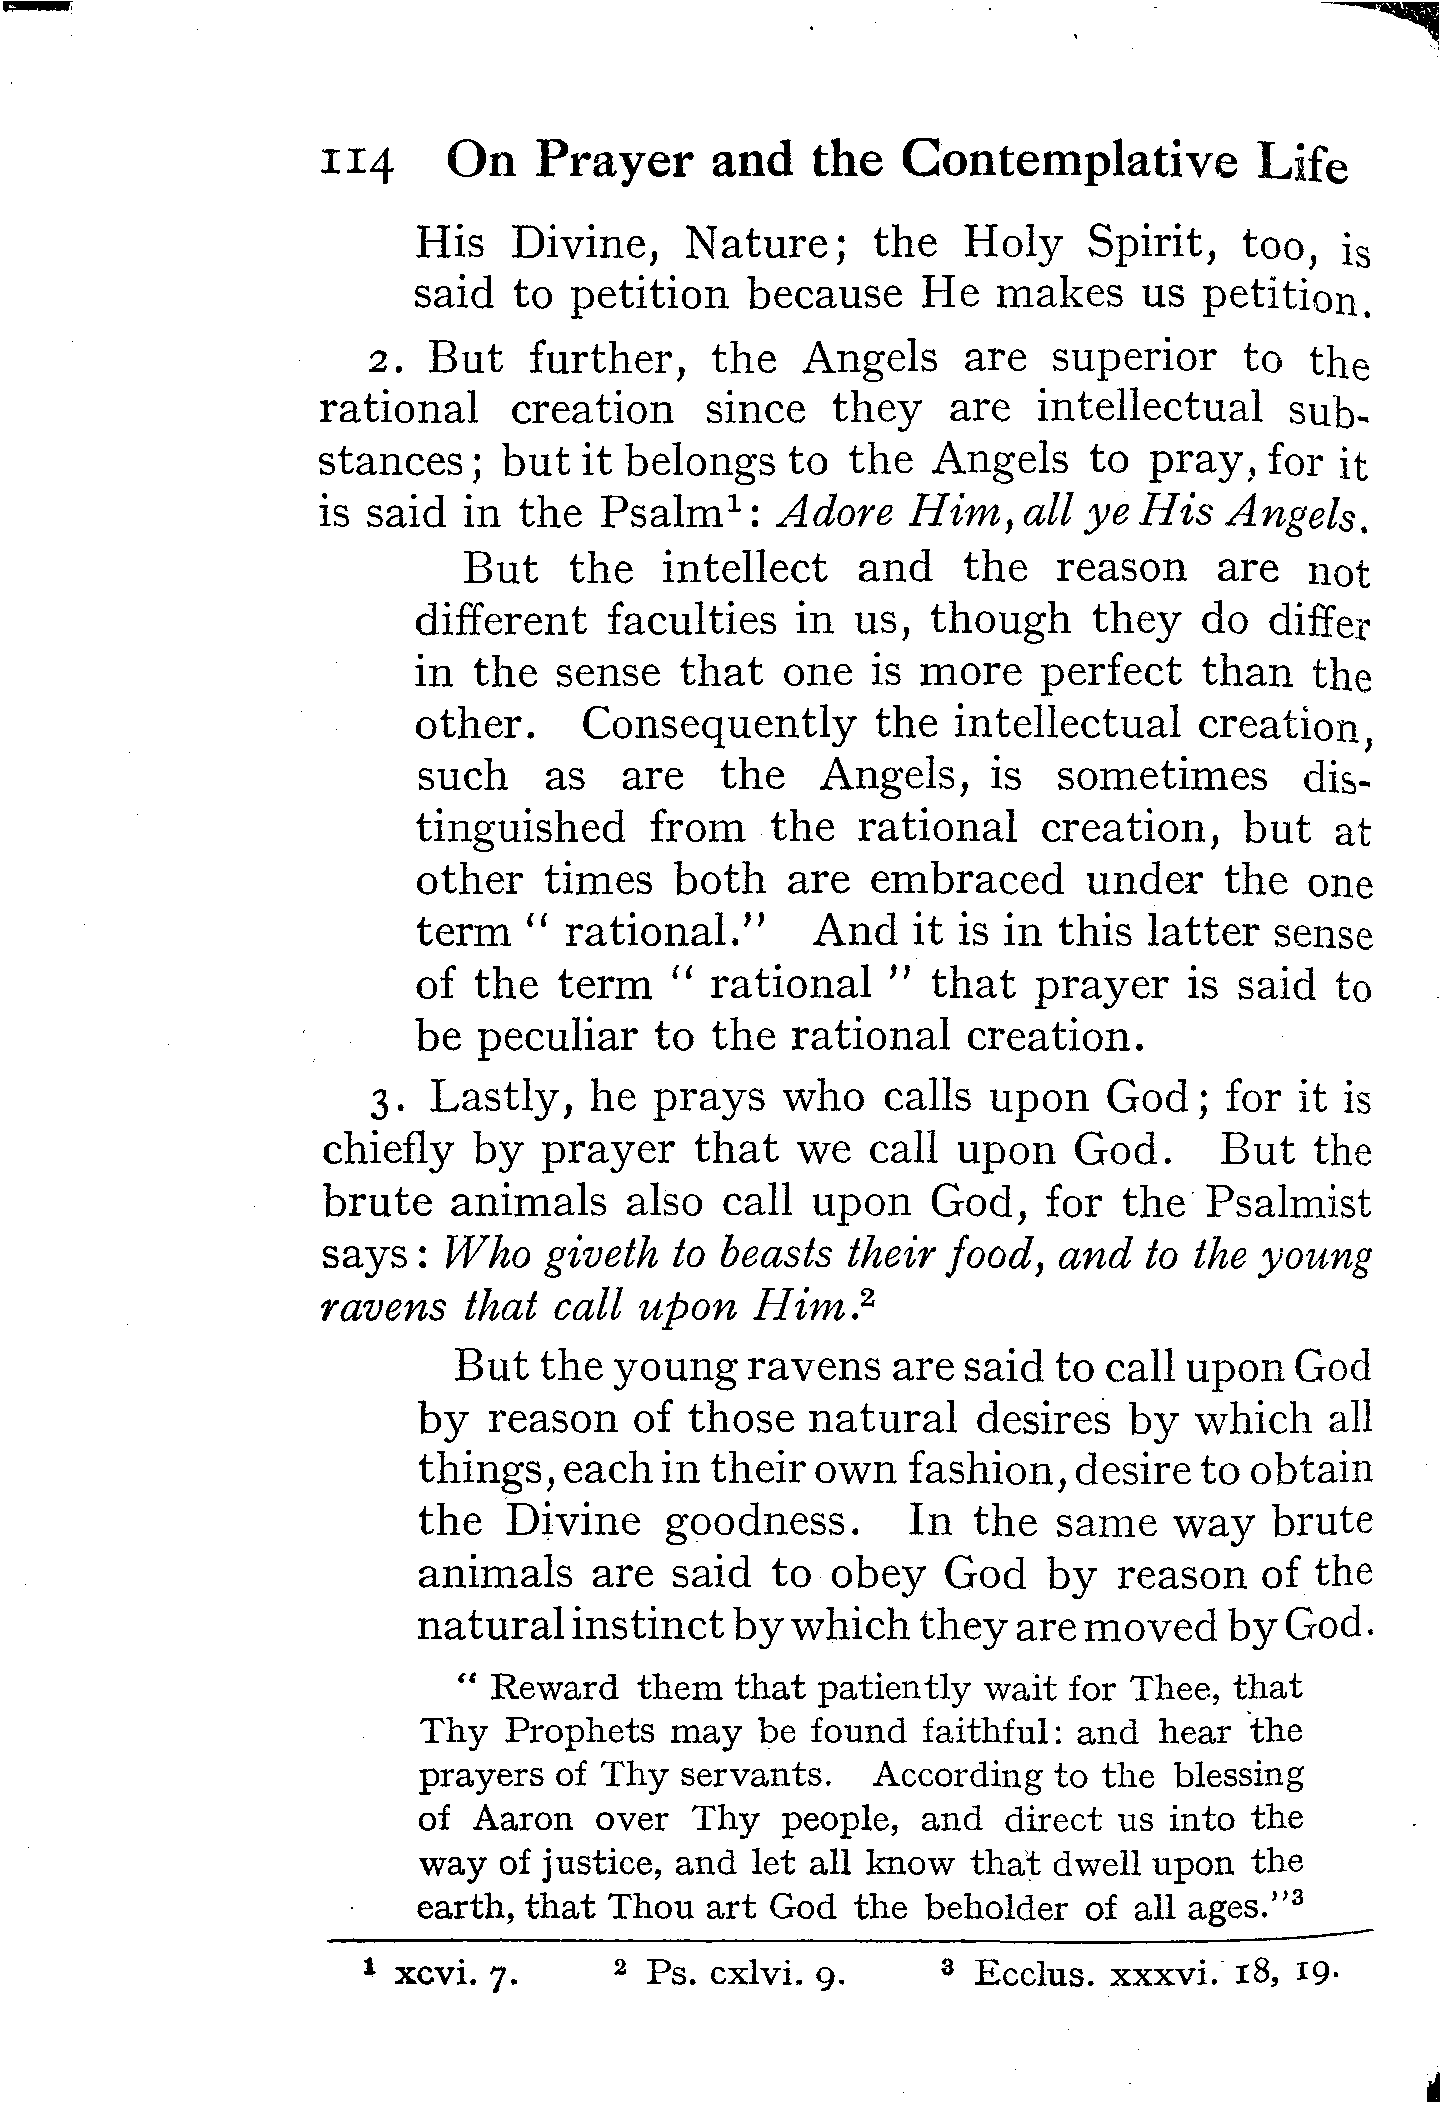 114 On Prayer and the Contemplative Life
His Divine, Nature; the Holy Spirit, too, is
said to petition because He makes us petition.
2. But further, the Angels are superior to the
rational creation since they are intellectual sub-
stances; but it belongs to the Angels to pray, for it
is said in the Psalm¹: Adore Him, all ye His Angels.
But the intellect and the reason are not
different faculties in us, though they do differ
in the sense that one is more perfect than the
other. Consequently the intellectual creation,
such as are the Angels, is sometimes dis-
tinguished from the rational creation, but at
other times both are embraced under the one
term “ rational.” And it is in this latter sense
of the term “ rational ” that prayer is said to
be peculiar to the rational creation.
3. Lastly, he prays who calls upon God; for it is
chiefly by prayer that we call upon God. But the
brute animals also call upon God, for the Psalmist
says: Who giveth to beasts their food, and to the young
ravens that call upon Him.²
But the young ravens are said to call upon God
by reason of those natural desires by which all
things, each in their own fashion, desire to obtain
the Divine goodness. In the same way brute
animals are said to obey God by reason of the
natural instinct by which they are moved by God.
“ Reward them that patiently wait for Thee, that
Thy Prophets may be found faithful: and hear the
prayers of Thy servants. According to the blessing
of Aaron over Thy people, and direct us into the
way of justice, and let all know that dwell upon the
earth, that Thou art God the beholder of all ages.”³
¹ xcvi. 7. ² Ps. cxlvi. 9. ³ Ecclus. xxxvi. 18, 19.